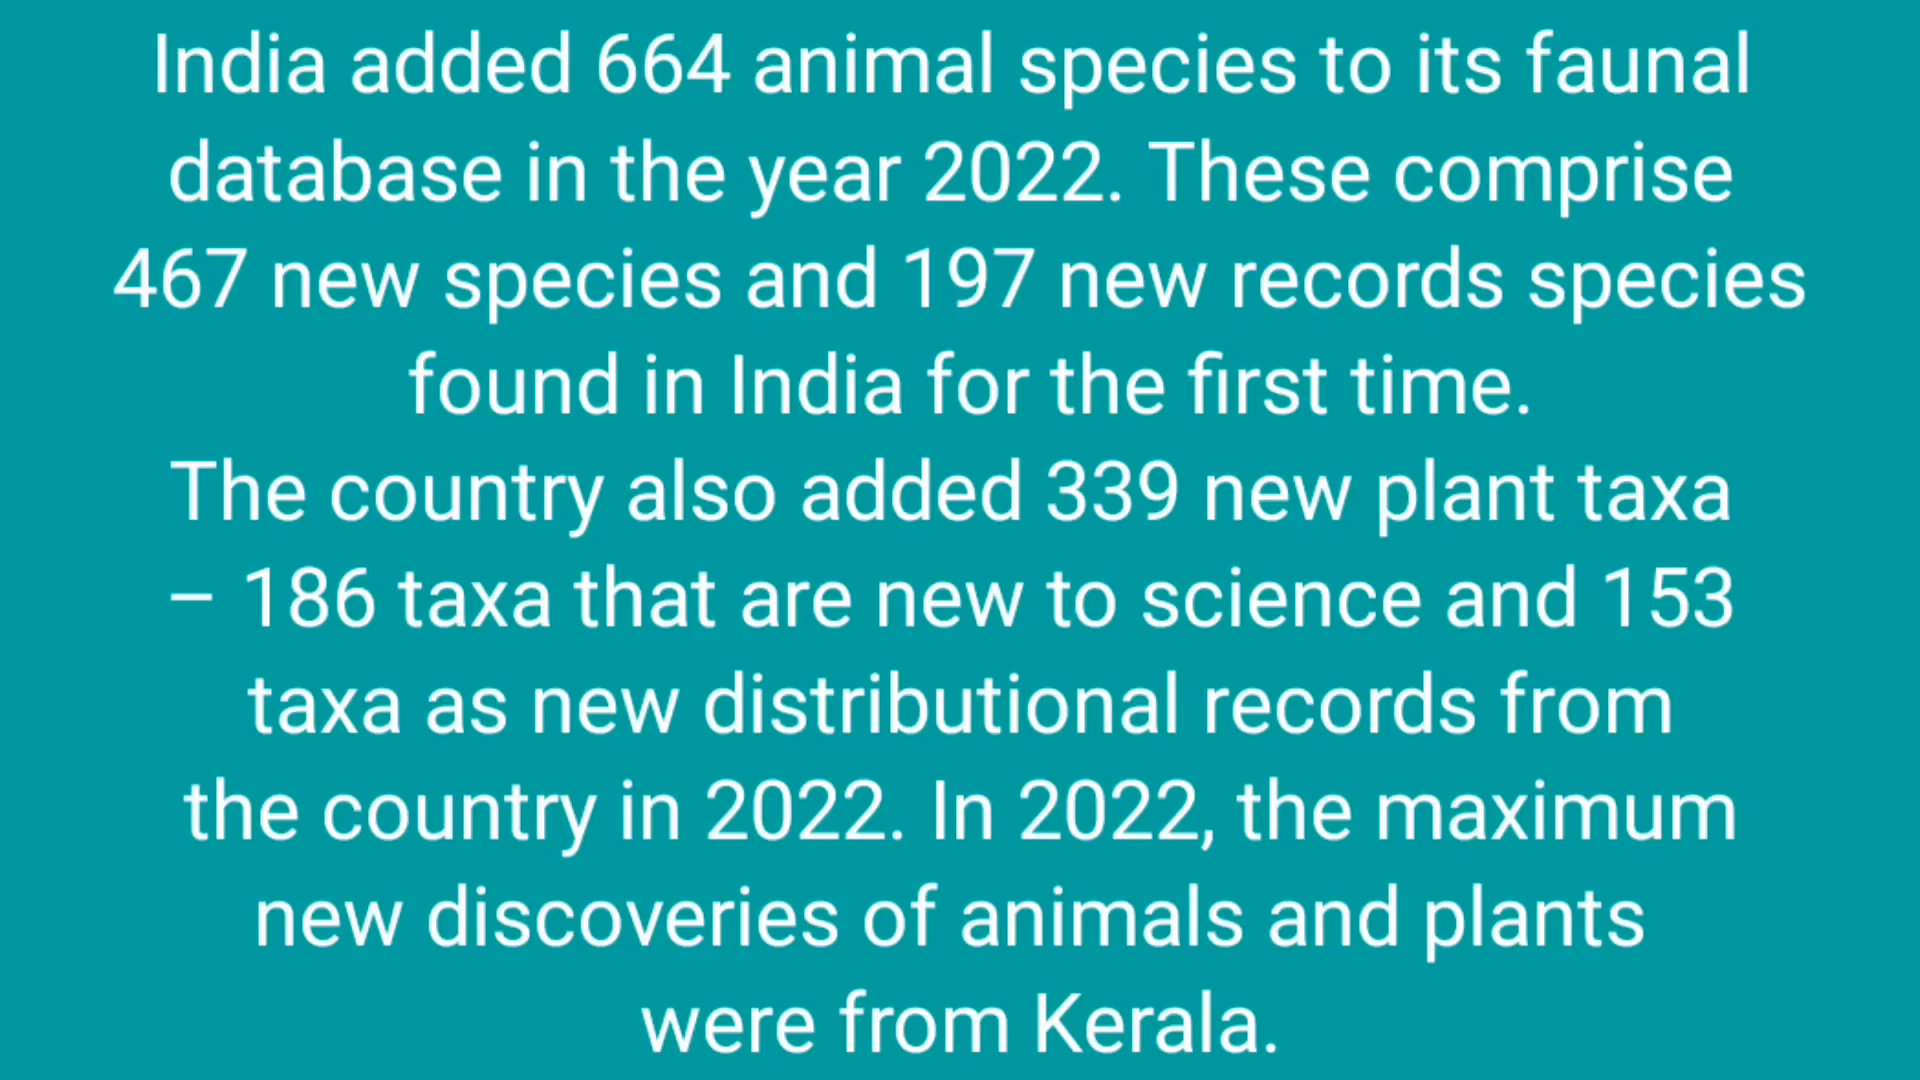 India added 664 animal species to its faunal
database in the year 2022. These comprise
467 new species and 197 new records species
found in India for the first time.
The country also added 339 new plant taxa
– 186 taxa that are new to science and 153
taxa as new distributional records from
the country in 2022. In 2022, the maximum
new discoveries of animals and plants
were from Kerala.